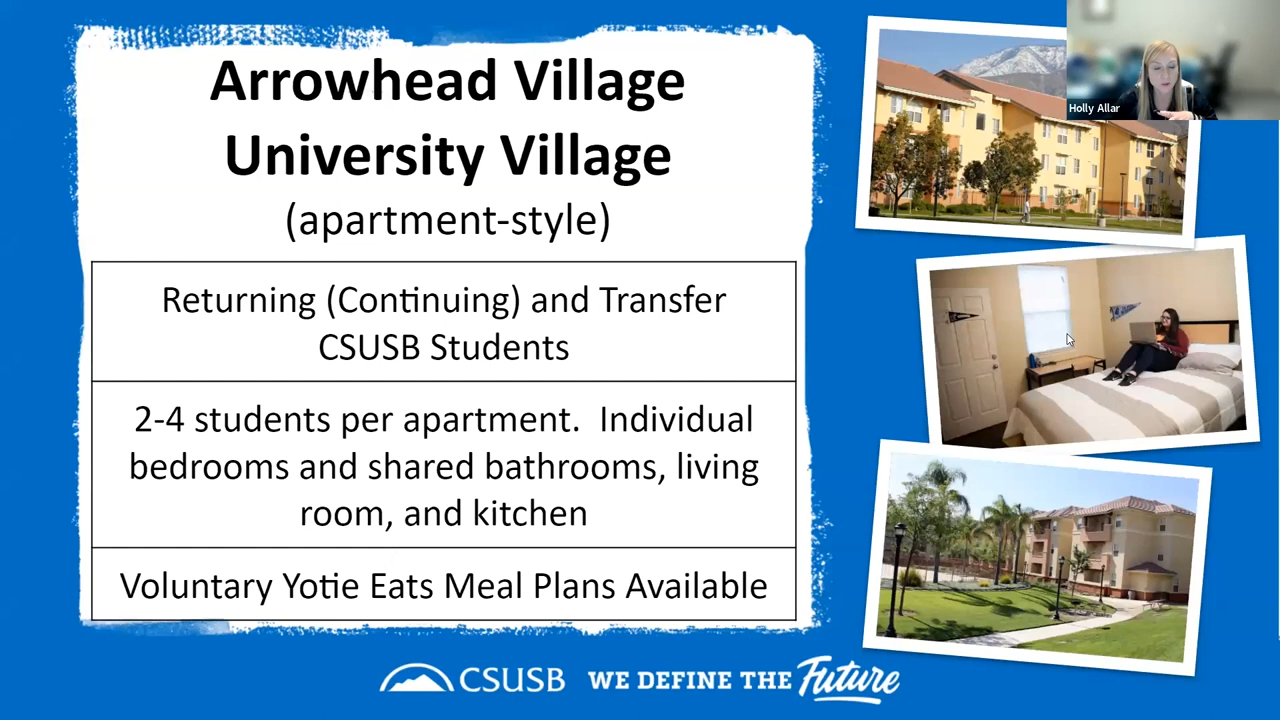 Arrowhead Village
University Village
(apartment-style)
Returning (Continuing) and Transfer
CSUSB Students
2-4 students per apartment.  Individual
bedrooms and shared bathrooms, living
room, and kitchen
Voluntary Yotie Eats Meal Plans Available
Holly Allar
CSUSB WE DEFINE THE Future